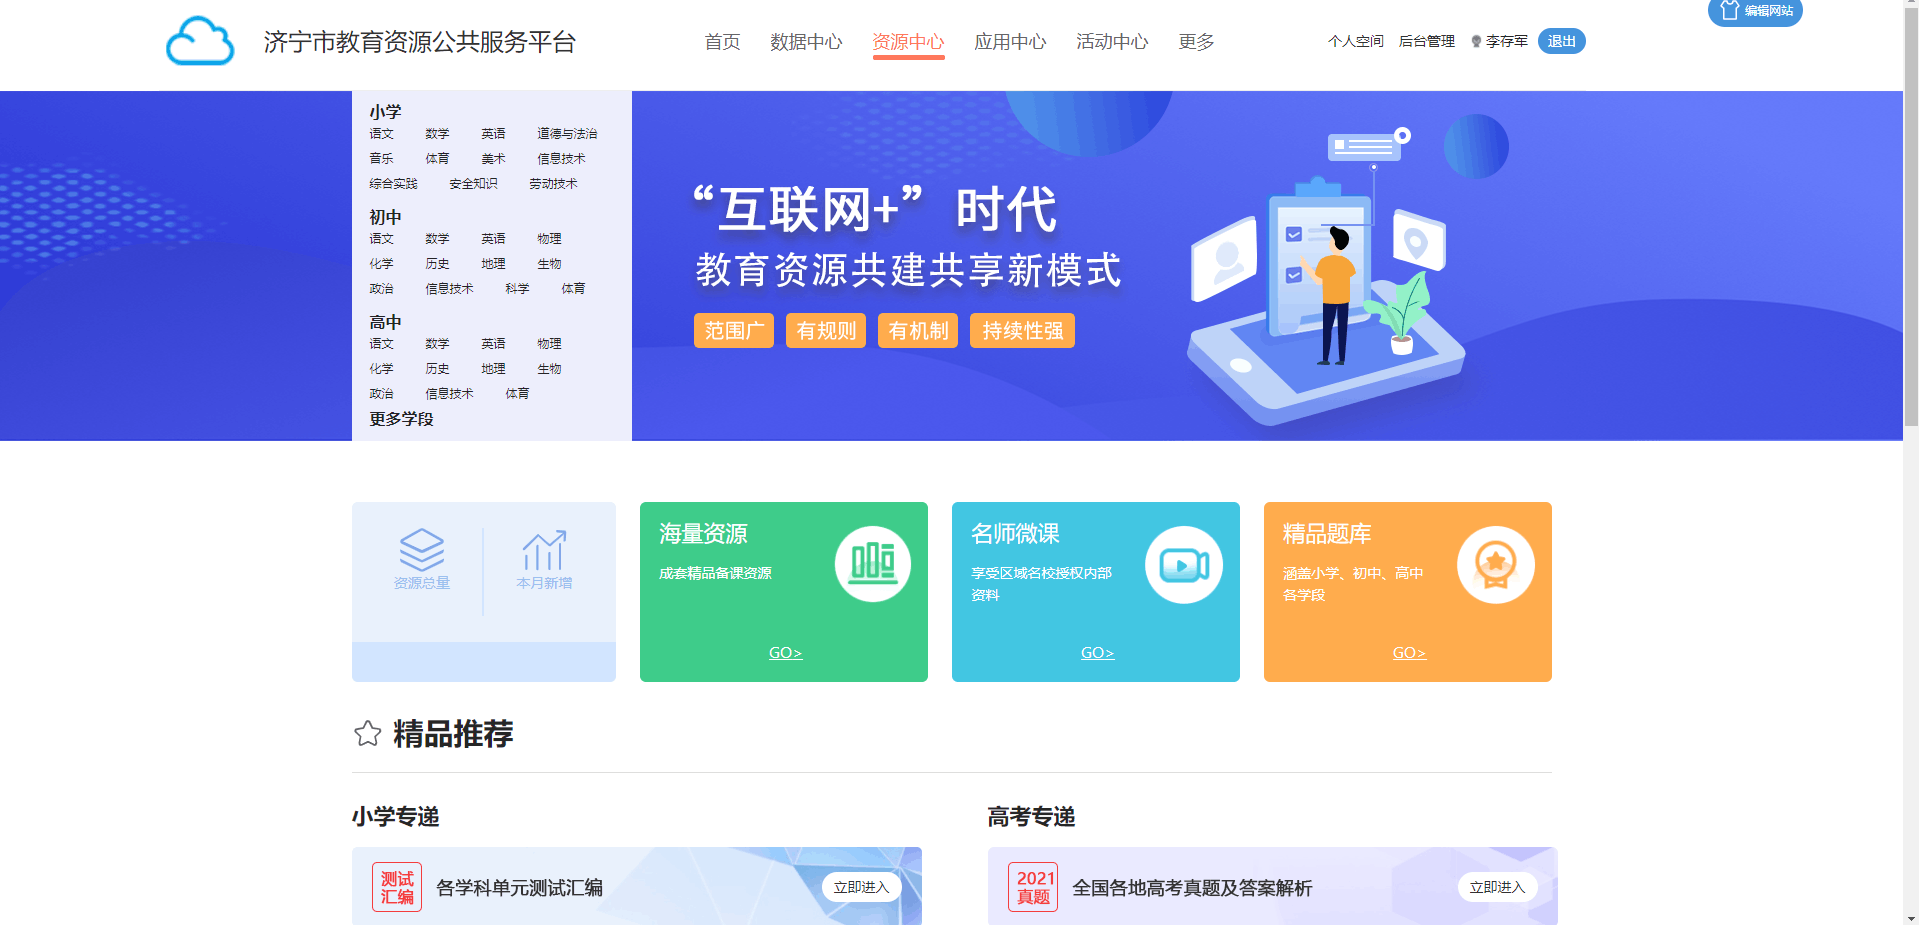 编辑网站
济宁市教育资源公共服务平台 首页 数据中心 资源中心 应用中心 活动中心 更多 个人空间 后台管理 李存军 退出
小学
语文 数学 英语 道德与法治
音乐 体育 美术 信息技术
综合实践 安全知识 劳动技术
初中
语文 数学 英语 物理
化学 历史 地理 生物
政治 信息技术 科学 体育
高中
语文 数学 英语 物理
化学 历史 地理 生物
政治 信息技术 体育
更多学段
“互联网+”时代
教育资源共建共享新模式
范围广 有规则 有机制 持续性强
资源总量 本月新增
海量资源
成套精品备课资源
GO>
名师微课
享受区域名校授权内部
资料
GO>
精品题库
涵盖小学、初中、高中
各学段
GO>
精品推荐
小学专递
测试
汇编
各学科单元测试汇编
立即进入
高考专递
2021
真题
全国各地高考真题及答案解析
立即进入